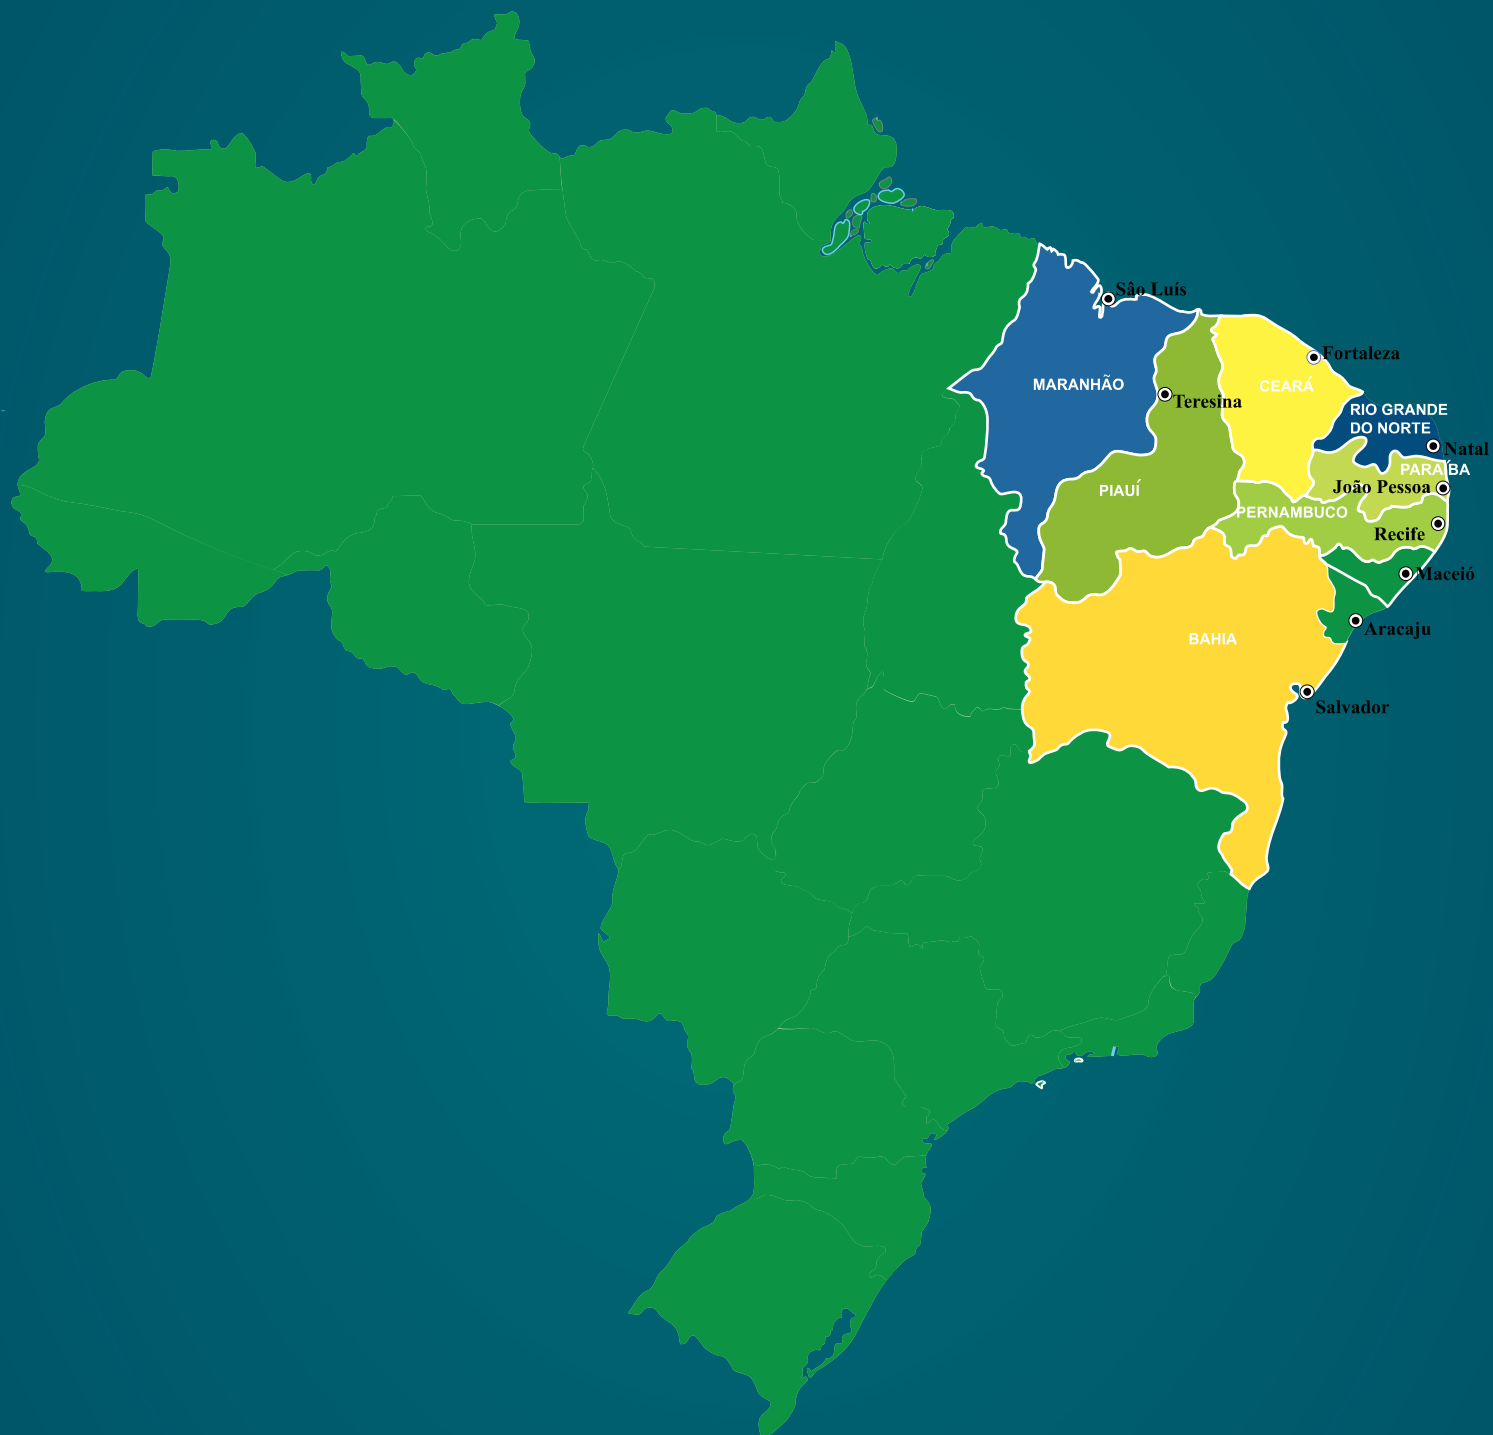 Sâo Luís
Fortaleza
MARANHÃO
CEARÁ
Teresina
RIO GRANDE
DO NORTE
Natal
PARAÍBA
João Pessoa
PIAUÍ
PERNAMBUCO
Recife
Maceió
Aracaju
BAHIA
Salvador